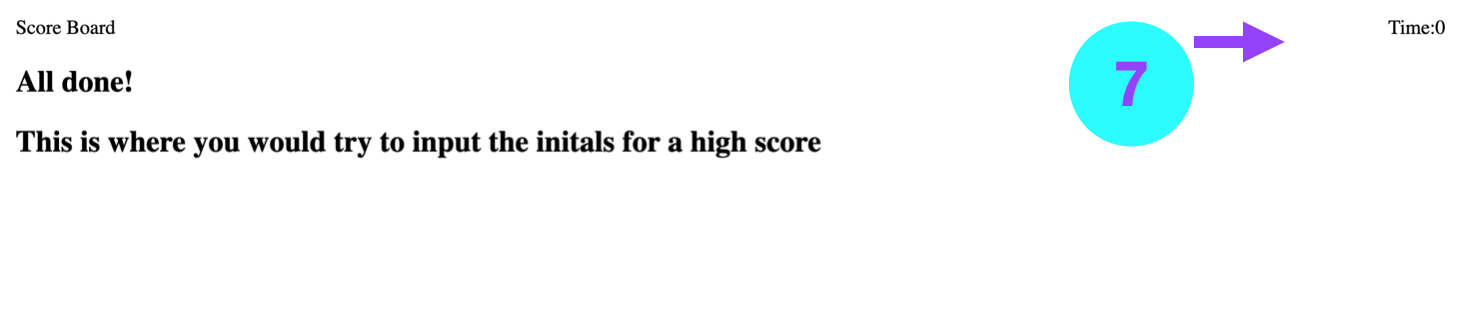 Score Board
7
Time:0
All done!
This is where you would try to input the initals for a high score